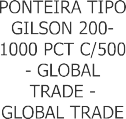 PONTEIRA TIPO
GILSON 200-
1000 PCT C/500
- GLOBAL
TRADE -
GLOBAL TRADE